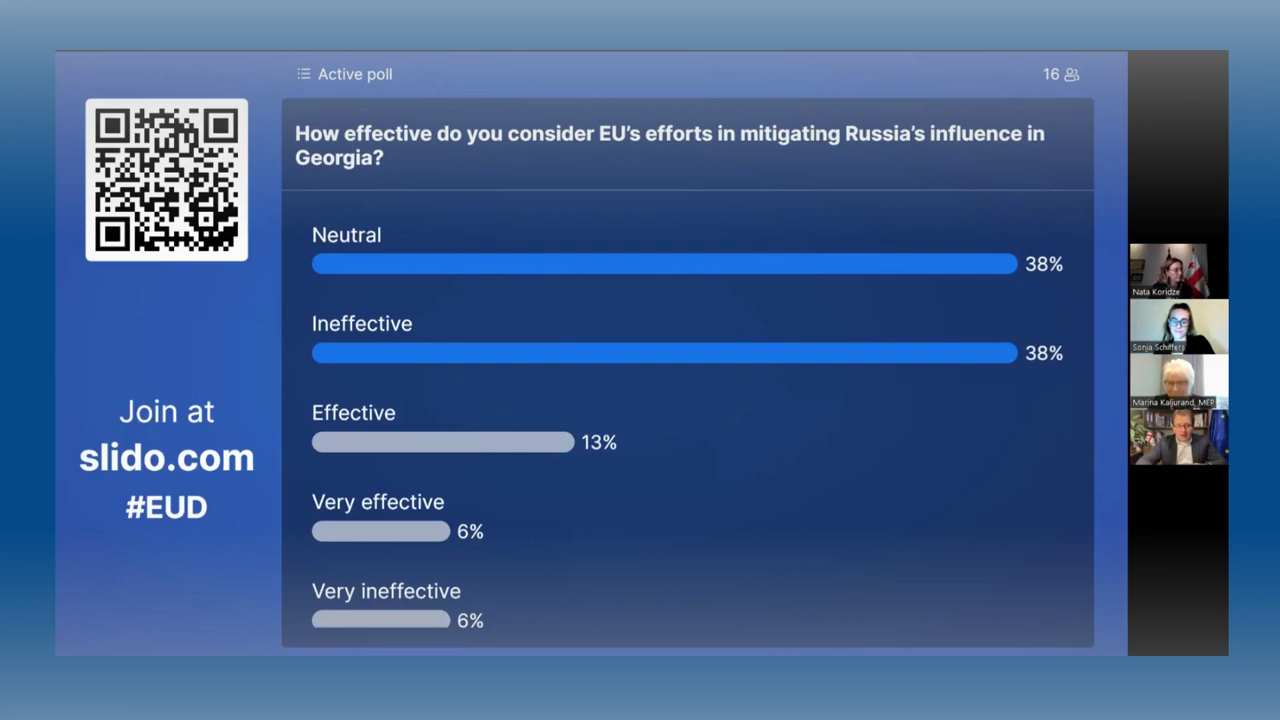 Active poll
16
How effective do you consider EU’s efforts in mitigating Russia’s influence in
Georgia?
Neutral
38%
Ineffective
38%
Effective
13%
Very effective
6%
Very ineffective
6%
Join at
slido.com
#EUD
Nata Koridze
Sonja Schiffers
Marina Kaljurand, MEP